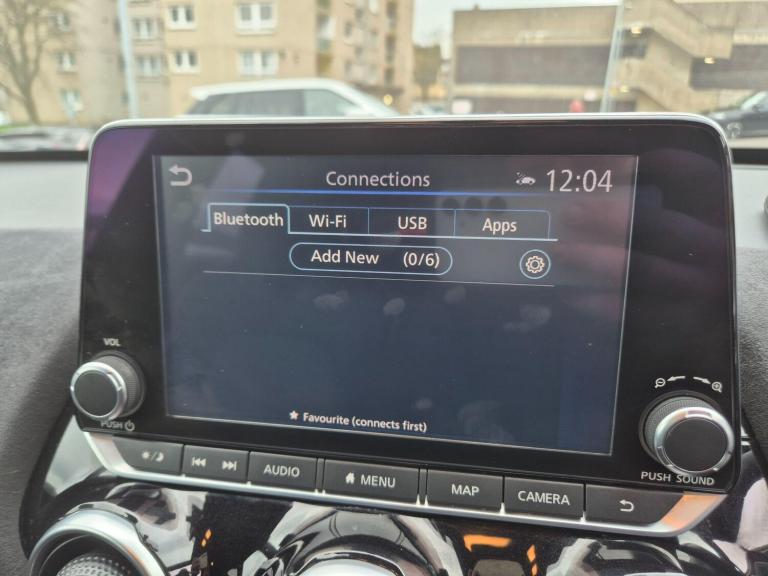 Connections 12:04
Bluetooth Wi-Fi USB Apps
Add New (0/6)
★ Favourite (connects first)
VOL
PUSH
PUSH SOUND
AUDIO MENU MAP CAMERA